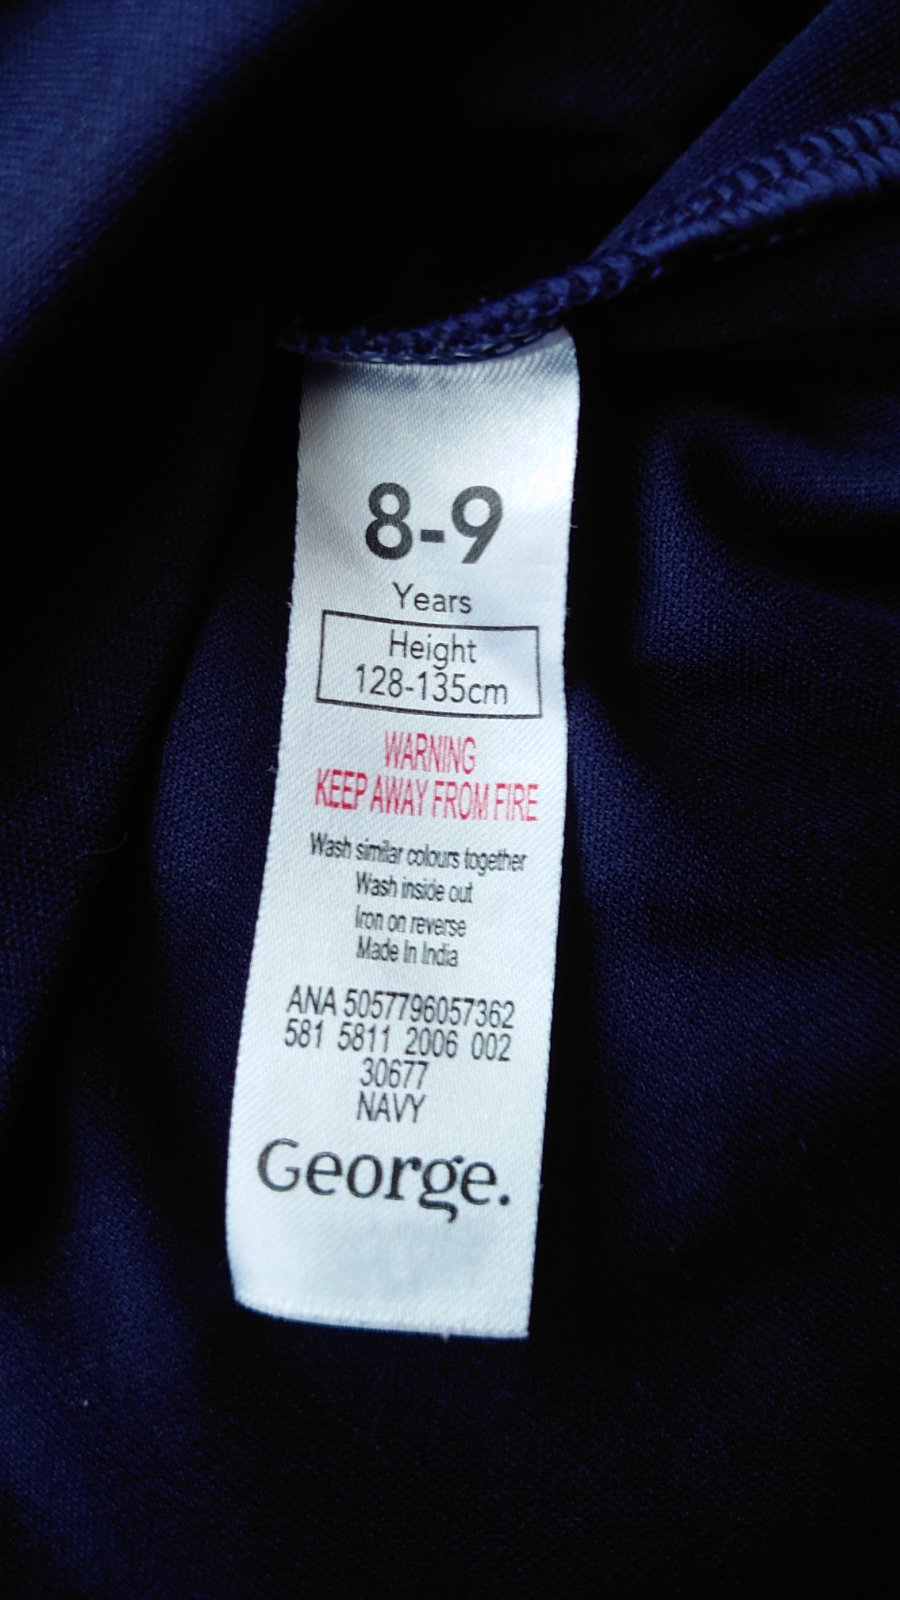 8-9
Years
Height
128-135cm
WARNING
KEEP AWAY FROM FIRE
Wash similar colours together
Wash inside out
Iron on reverse
Made In India
ANA 5057796057362
581 5811 2006 002
30677
NAVY
George.